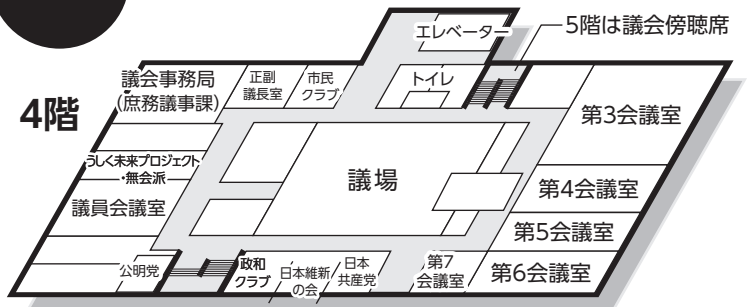 エレベーター
5階は議会傍聴席
4階
議会事務局
(庶務議事課)
正副
議長室
市民
クラブ
トイレ
第3会議室
うしく未来プロジェクト
・無会派
議場
第4会議室
議員会議室
第5会議室
公明党
政和
クラブ
日本維新
の会
日本
共産党
第7
会議室
第6会議室